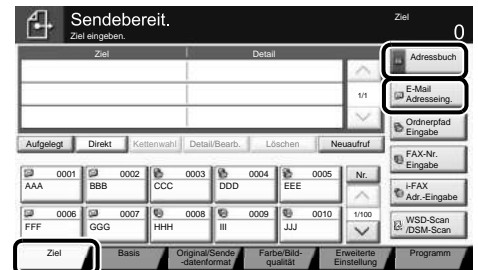 Sendebereit.
Ziel eingeben.
Ziel
0
Ziel Detail
1/1
Adressbuch
E-Mail
Adresseing.
Ordnerpfad
Eingabe
FAX-Nr.
Eingabe
i-FAX
Adr.-Eingabe
WSD-Scan
/DSM-Scan
Aufgelegt Direkt Kettenwahl Detail/Bearb. Löschen Neuaufruf
0001 0002 0003 0004 0005 Nr.
AAA BBB CCC DDD EEE
0006 0007 0008 0009 0010 1/100
FFF GGG HHH III JJJ
Ziel Basis Original/Sende
-datenformat Farbe/Bild-
qualität Erweiterte
Einstellung Programm